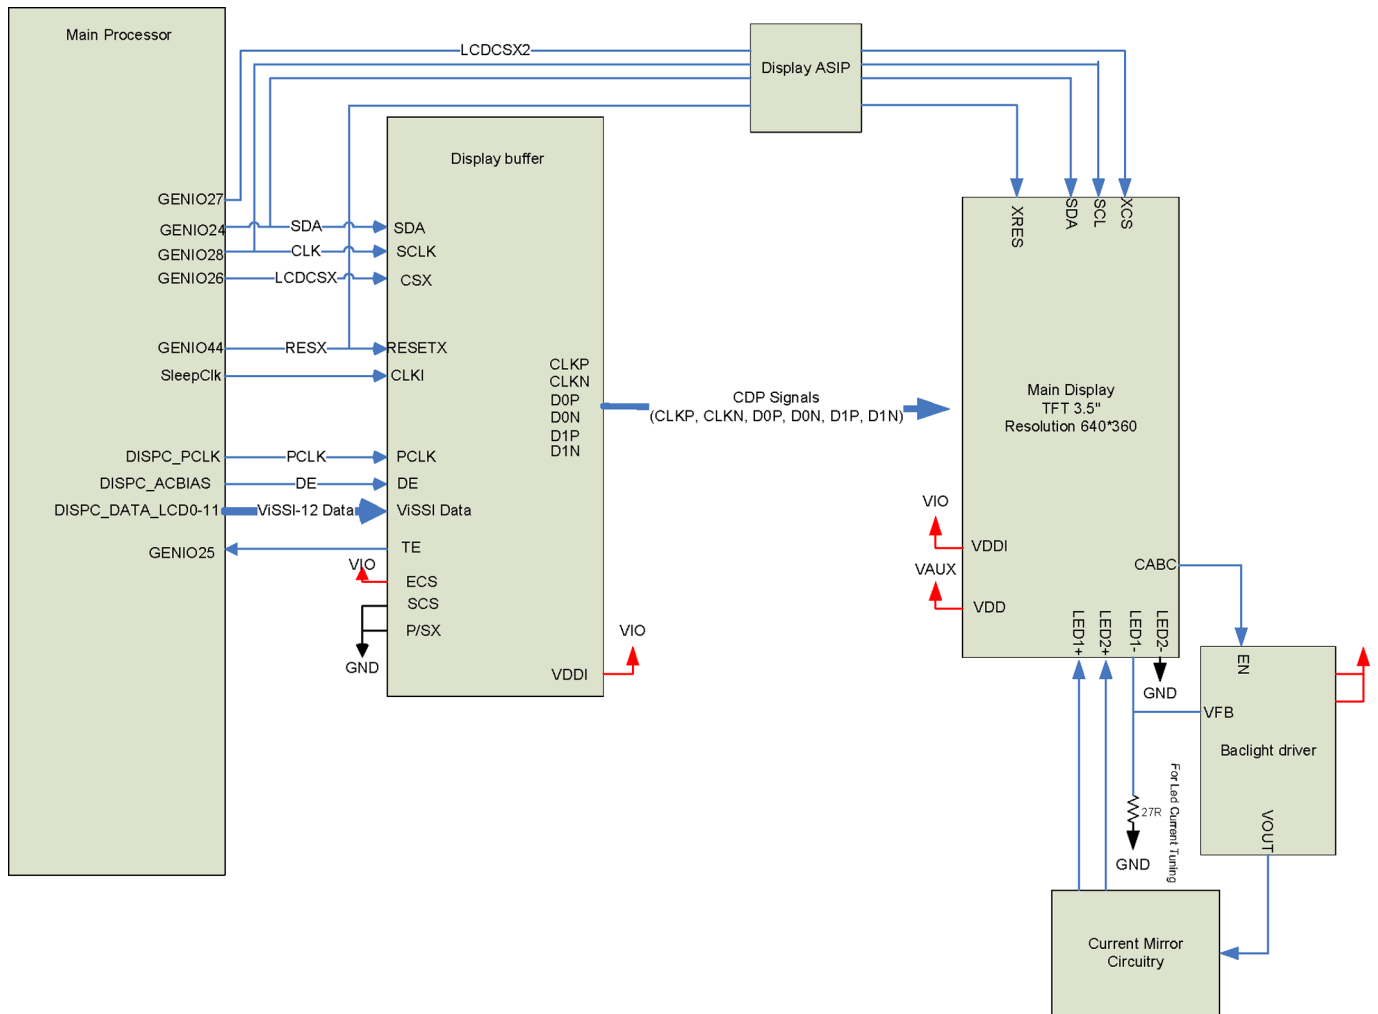 Main Processor
LCDCSX2
Display ASIP
Display buffer
GENIO27
GENIO24
SDA
SDA
GENIO28
CLK
SCLK
GENIO26
LCDCSX
CSX
GENIO44
RESX
RESETX
SleepClk
CLKI
DISPC_PCLK
PCLK
PCLK
DISPC_ACBIAS
DE
DE
DISPC_DATA_LCD0-11
ViSSI-12 Data
ViSSI Data
GENIO25
TE
VIO
ECS
SCS
P/SX
GND
CLKP
CLKN
D0P
D0N
D1P
D1N
VDDI
VIO
CDP Signals
(CLKP, CLKN, D0P, D0N, D1P, D1N)
XRES
SDA
SCL
XCS
Main Display
TFT 3.5"
Resolution 640*360
VIO
VDDI
VAUX
VDD
CABC
LED1+
LED2+
LED1-
LED2-
GND
EN
VFB
Baclight driver
VOUT
For Led Current Tuning
27R
GND
Current Mirror
Circuitry